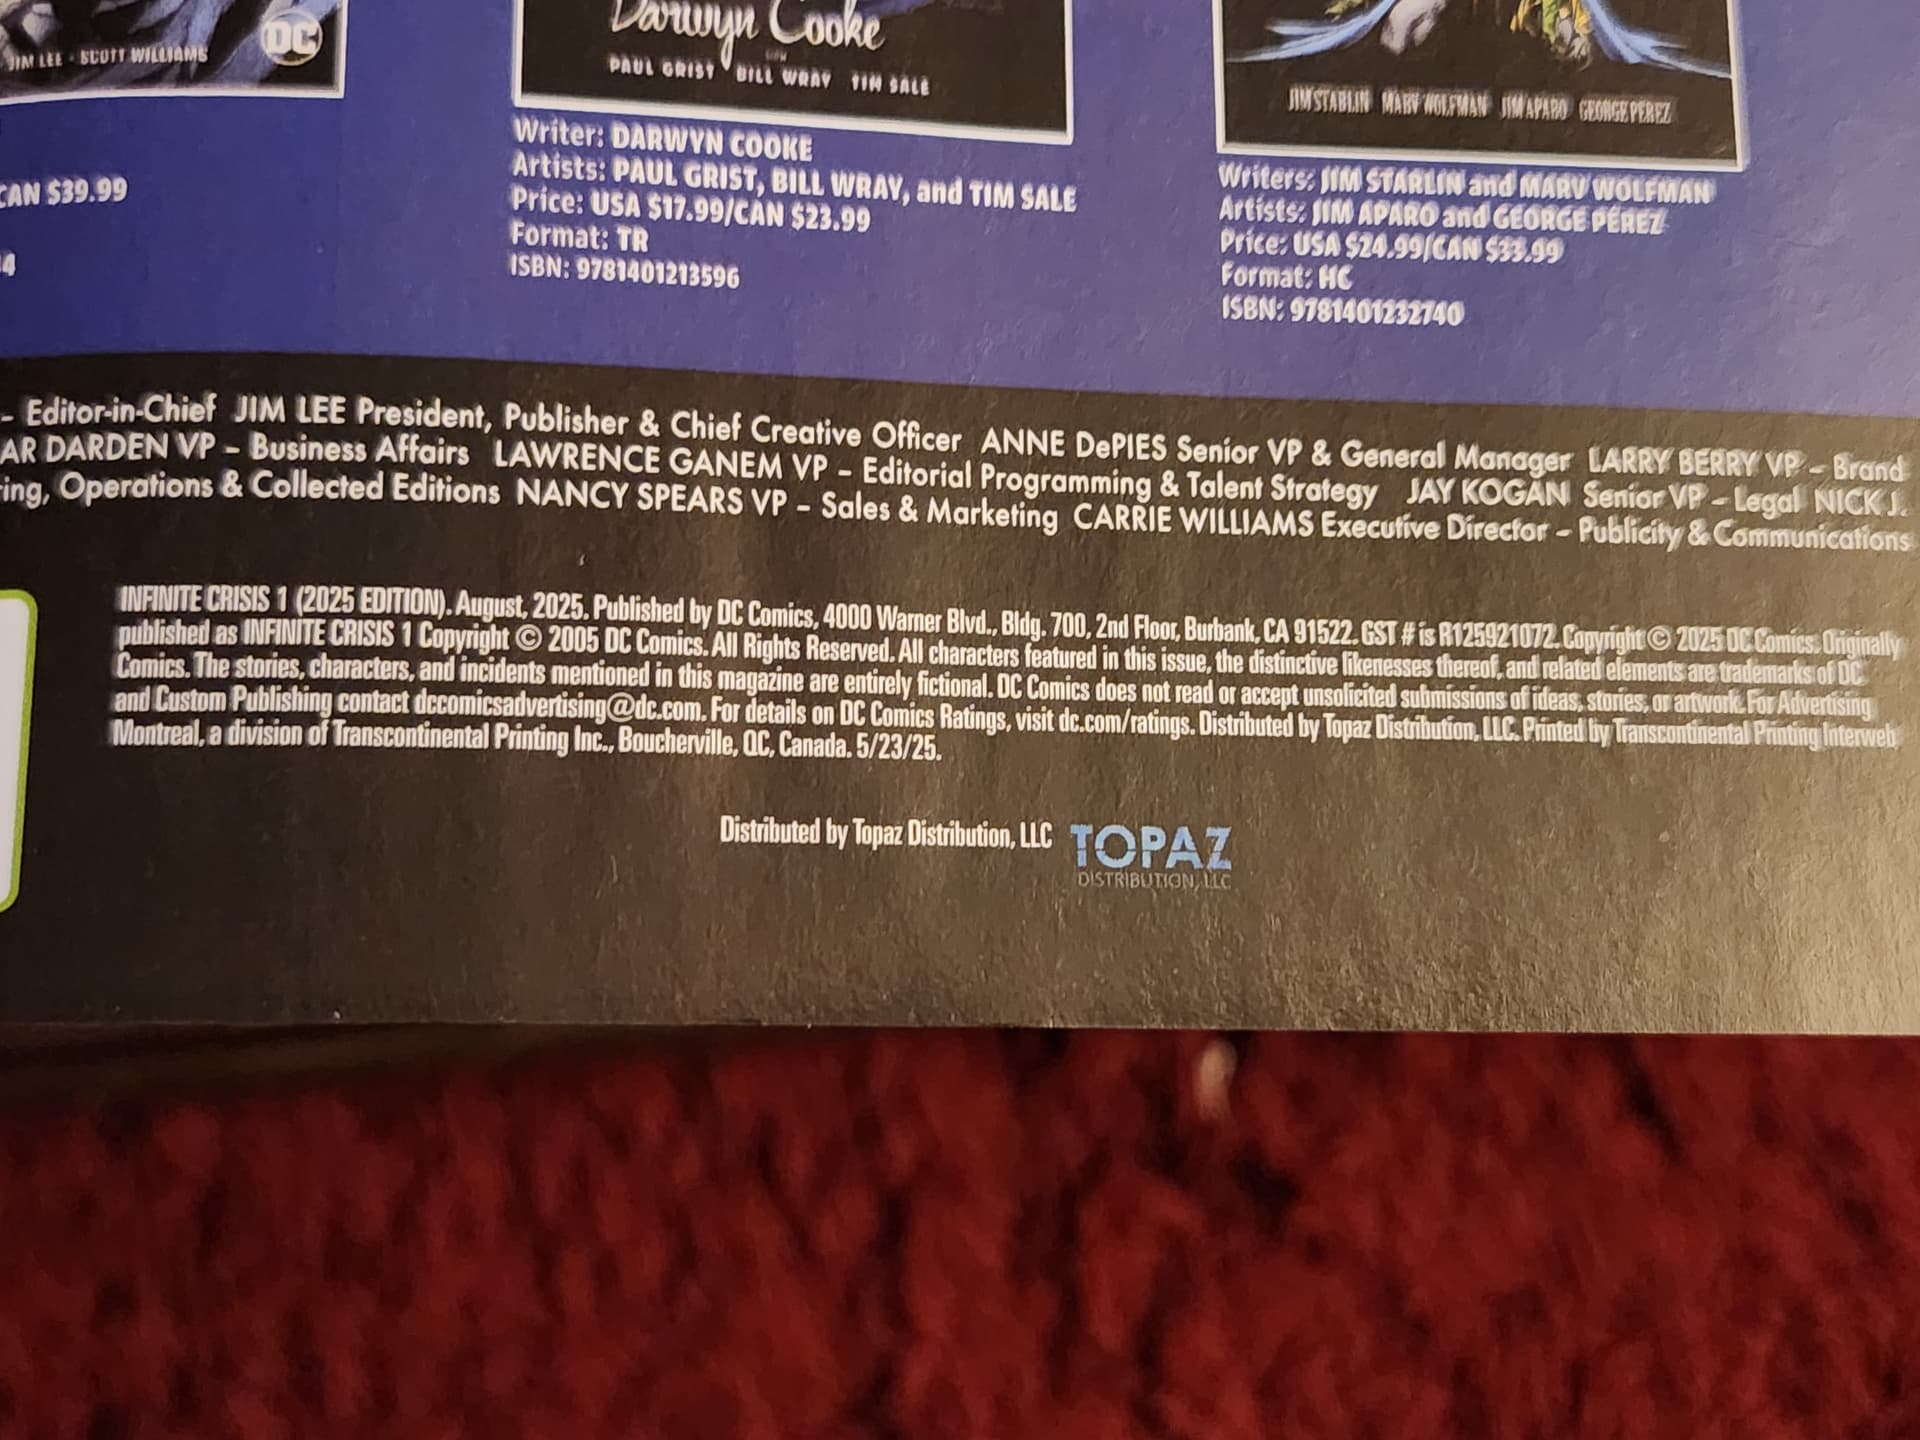 JIM LEE - SCOTT WILLIAMS
DC
Darwyn Cooke
PAUL GRIST BILL WRAY TIM SALE
JIM STARLIN MARV WOLFMAN JIM APARO GEORGE PÉREZ
CAN $39.99
4
Writer: DARWYN COOKE
Artists: PAUL GRIST, BILL WRAY, and TIM SALE
Price: USA $17.99/CAN $23.99
Format: TR
ISBN: 9781401213596
Writers: JIM STARLIN and MARV WOLFMAN
Artists: JIM APARO and GEORGE PÉREZ
Price: USA $24.99/CAN $33.99
Format: HC
ISBN: 9781401232740
– Editor-in-Chief JIM LEE President, Publisher & Chief Creative Officer ANNE DePIES Senior VP & General Manager LARRY BERRY VP – Brand
AR DARDEN VP – Business Affairs LAWRENCE GANEM VP – Editorial Programming & Talent Strategy JAY KOGAN Senior VP – Legal NICK J.
ing, Operations & Collected Editions NANCY SPEARS VP – Sales & Marketing CARRIE WILLIAMS Executive Director – Publicity & Communications
INFINITE CRISIS 1 (2025 EDITION). August, 2025. Published by DC Comics, 4000 Warner Blvd., Bldg. 700, 2nd Floor, Burbank, CA 91522. GST # is R125921072. Copyright © 2025 DC Comics. Originally
published as INFINITE CRISIS 1 Copyright © 2005 DC Comics. All Rights Reserved. All characters featured in this issue, the distinctive likenesses thereof, and related elements are trademarks of DC
Comics. The stories, characters, and incidents mentioned in this magazine are entirely fictional. DC Comics does not read or accept unsolicited submissions of ideas, stories, or artwork. For Advertising
and Custom Publishing contact dccomicsadvertising@dc.com. For details on DC Comics Ratings, visit dc.com/ratings. Distributed by Topaz Distribution, LLC. Printed by Transcontinental Printing Interweb
Montreal, a division of Transcontinental Printing Inc., Boucherville, QC, Canada. 5/23/25.
Distributed by Topaz Distribution, LLC
TOPAZ
DISTRIBUTION, LLC